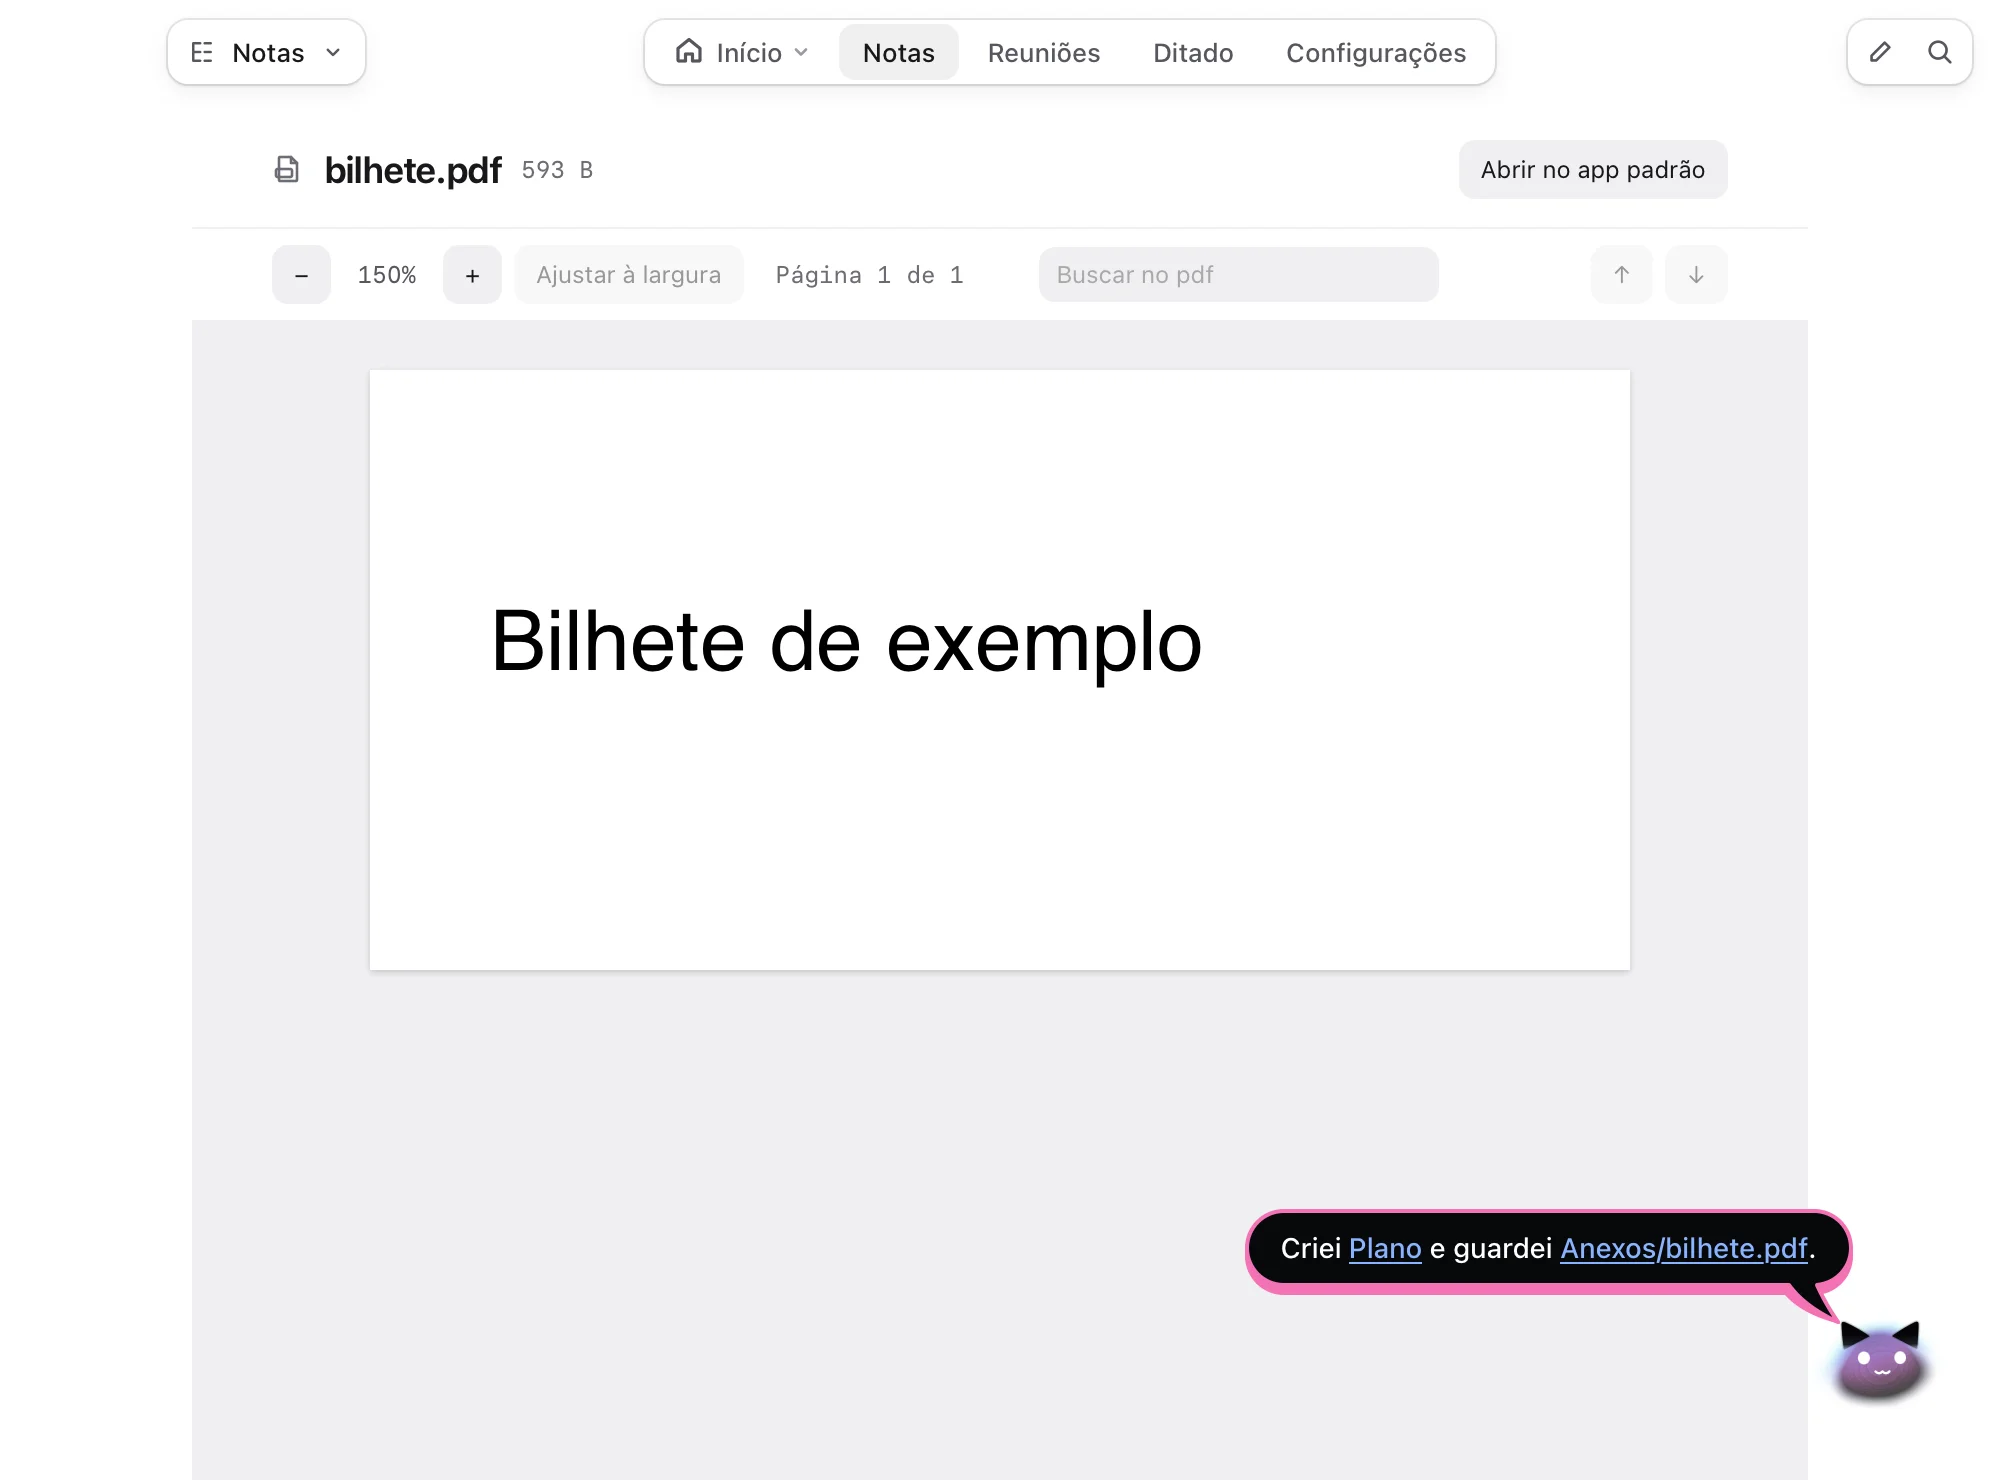 Notas
Início
Notas
Reuniões
Ditado
Configurações
bilhete.pdf 593 B
Abrir no app padrão
− 150% + Ajustar à largura Página 1 de 1 Buscar no pdf ↑ ↓
Bilhete de exemplo
Criei Plano e guardei Anexos/bilhete.pdf.